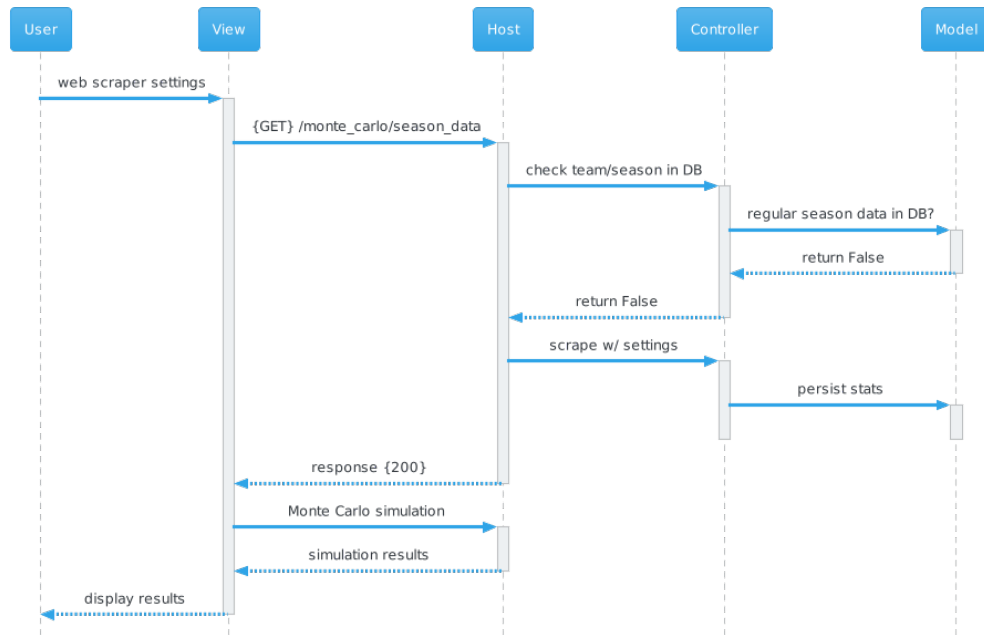 User
View
Host
Controller
Model
web scraper settings
{GET} /monte_carlo/season_data
check team/season in DB
regular season data in DB?
return False
return False
scrape w/ settings
persist stats
response {200}
Monte Carlo simulation
simulation results
display results